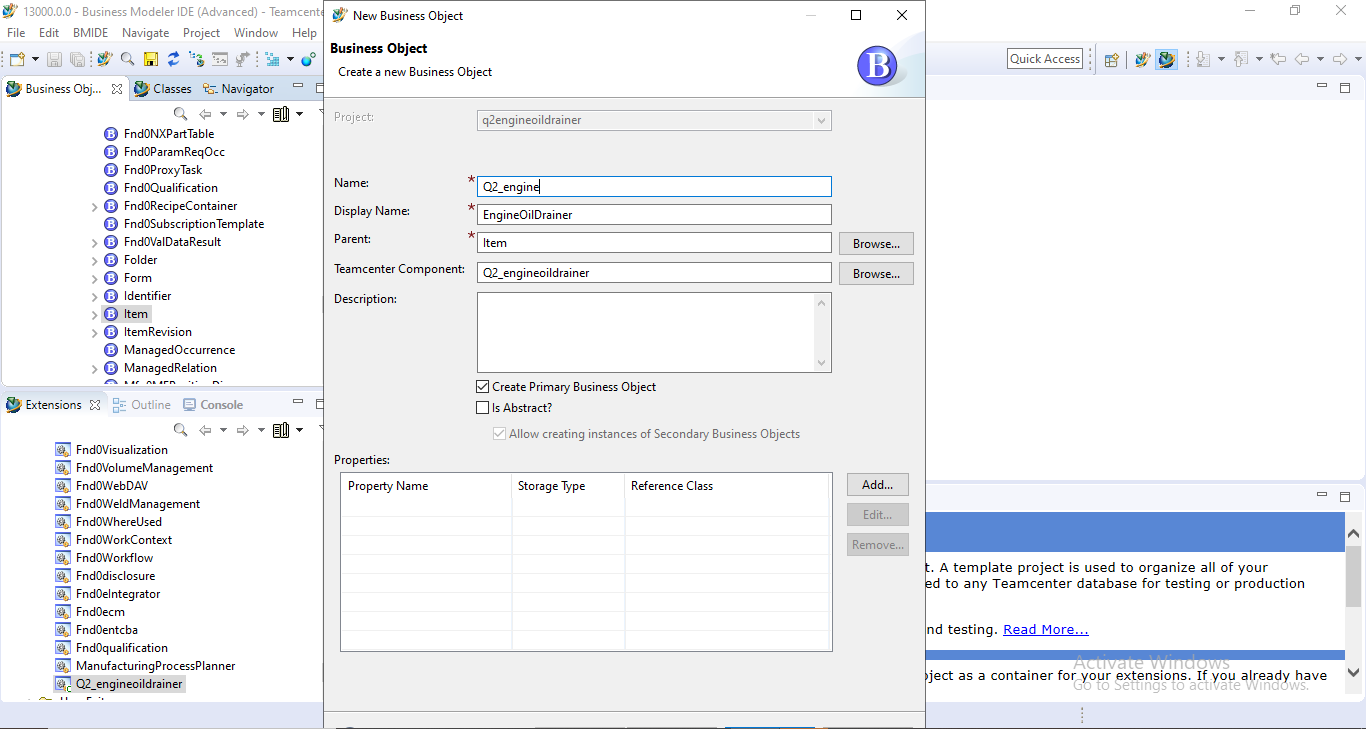 13000.0.0 - Business Modeler IDE (Advanced) - Teamcente
File Edit BMIDE Navigate Project Window Help
Business Obj... Classes Navigator
Fnd0NXPartTable
Fnd0ParamReqOcc
Fnd0ProxyTask
Fnd0Qualification
Fnd0RecipeContainer
Fnd0SubscriptionTemplate
Fnd0ValDataResult
Folder
Form
Identifier
Item
ItemRevision
ManagedOccurrence
ManagedRelation
Extensions Outline Console
Fnd0Visualization
Fnd0VolumeManagement
Fnd0WebDAV
Fnd0WeldManagement
Fnd0WhereUsed
Fnd0WorkContext
Fnd0Workflow
Fnd0disclosure
Fnd0eIntegrator
Fnd0ecm
Fnd0entcba
Fnd0qualification
ManufacturingProcessPlanner
Q2_engineoildrainer
New Business Object
Business Object
Create a new Business Object
B
Project: q2engineoildrainer
Name: * Q2_engine
Display Name: * EngineOilDrainer
Parent: * Item Browse...
Teamcenter Component: Q2_engineoildrainer Browse...
Description:
Create Primary Business Object
Is Abstract?
Allow creating instances of Secondary Business Objects
Properties:
Property Name Storage Type Reference Class
Add...
Edit...
Remove...
Quick Access
t. A template project is used to organize all of your
ed to any Teamcenter database for testing or production
nd testing. Read More...
ject as a container for your extensions. If you already have
Activate Windows
Go to Settings to activate Windows.